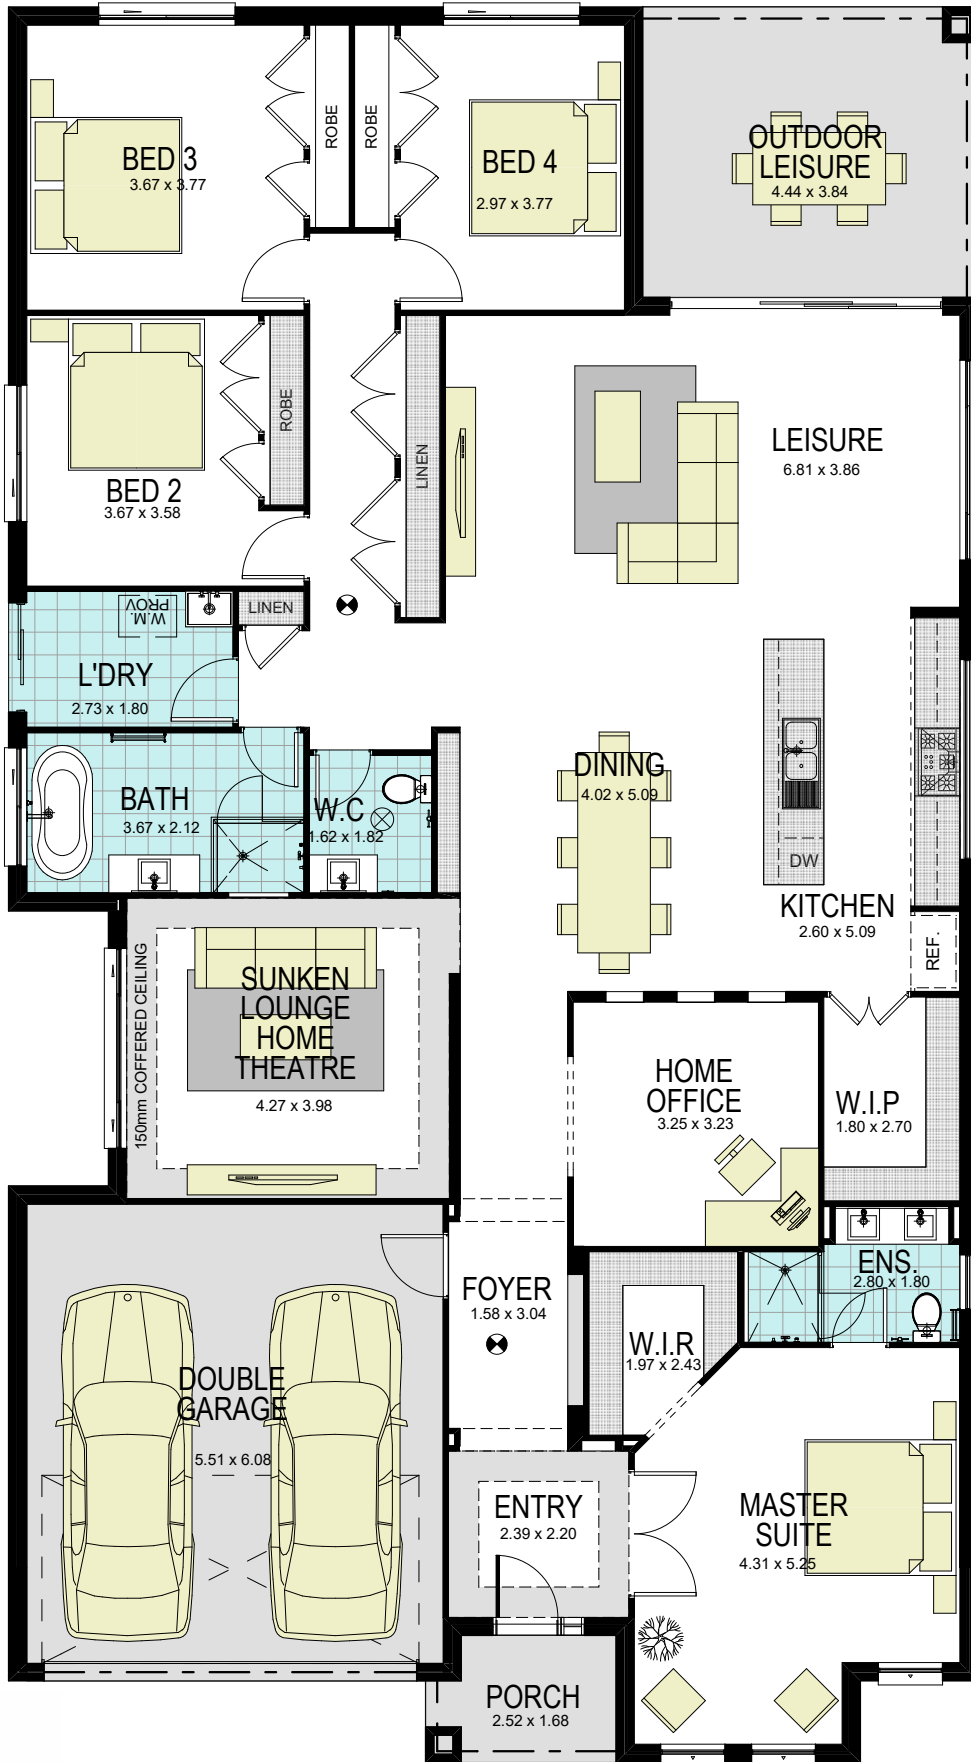 BED 3
3.67 x 3.77
ROBE
ROBE
BED 4
2.97 x 3.77
OUTDOOR
LEISURE
4.44 x 3.84
BED 2
3.67 x 3.58
ROBE
LINEN
LEISURE
6.81 x 3.86
W.M.
PROV
LINEN
L'DRY
2.73 x 1.80
BATH
3.67 x 2.12
W.C
1.62 x 1.82
DINING
4.02 x 5.09
DW
KITCHEN
2.60 x 5.09
REF.
150mm COFFERED CEILING
SUNKEN
LOUNGE
HOME
THEATRE
4.27 x 3.98
HOME
OFFICE
3.25 x 3.23
W.I.P
1.80 x 2.70
FOYER
1.58 x 3.04
ENS.
2.80 x 1.80
W.I.R
1.97 x 2.43
DOUBLE
GARAGE
5.51 x 6.08
ENTRY
2.39 x 2.20
MASTER
SUITE
4.31 x 5.25
PORCH
2.52 x 1.68